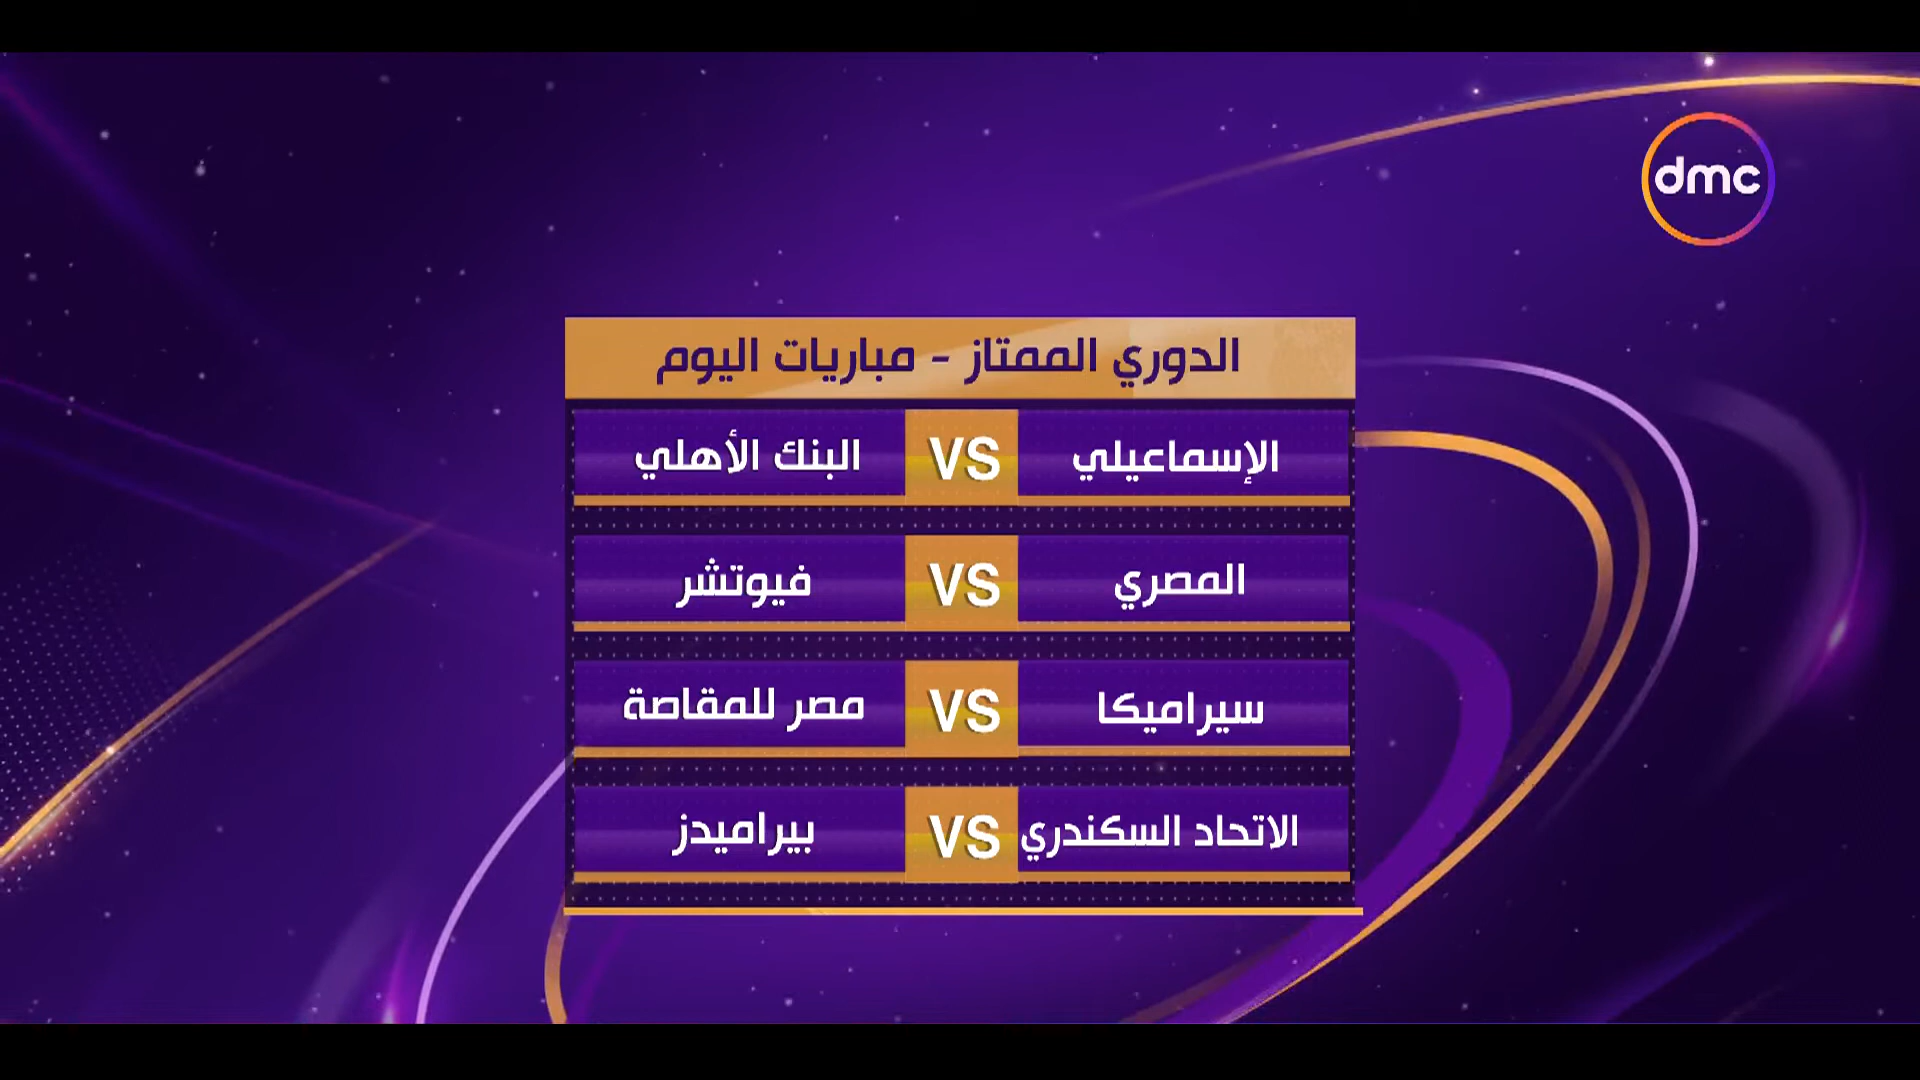 dmc
الدوري الممتاز - مباريات اليوم
الإسماعيلي VS البنك الأهلي
المصري VS فيوتشر
سيراميكا VS مصر للمقاصة
الاتحاد السكندري VS بيراميدز